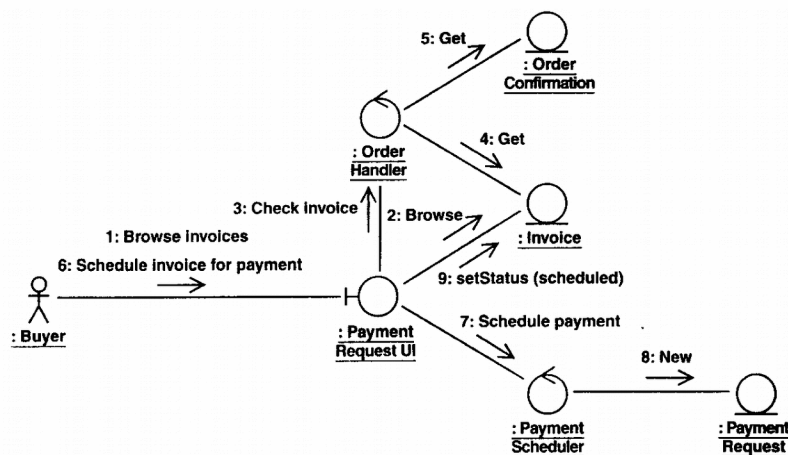 5: Get
: Order
Confirmation
: Order
Handler
4: Get
3: Check invoice
2: Browse
: Invoice
1: Browse invoices
6: Schedule invoice for payment
9: setStatus (scheduled)
: Buyer
: Payment
Request UI
7: Schedule payment
8: New
: Payment
Scheduler
: Payment
Request